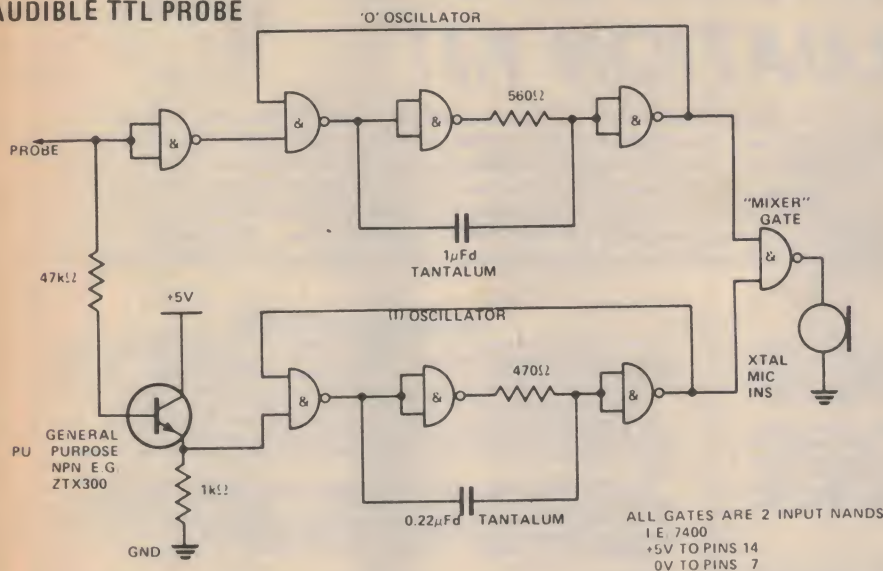 AUDIBLE TTL PROBE
'O' OSCILLATOR
560Ω
&
&
&
&
PROBE
1µFd
TANTALUM
"MIXER"
GATE
&
47kΩ
+5V
(1) OSCILLATOR
470Ω
&
&
&
XTAL
MIC
INS
GENERAL
PU PURPOSE
NPN E.G.
ZTX300
1kΩ
0.22µFd TANTALUM
GND
ALL GATES ARE 2 INPUT NANDS
I.E. 7400
+5V TO PINS 14
0V TO PINS 7